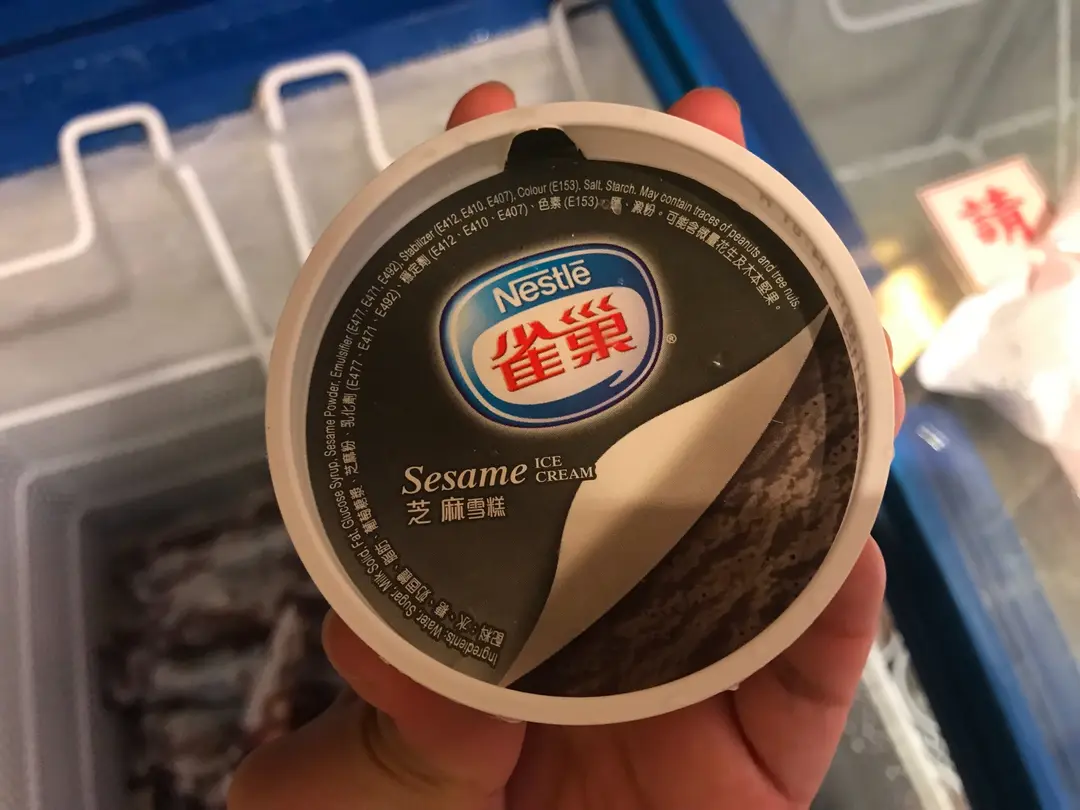 Ingredients: Water, Sugar, Milk Solid, Fat, Glucose Syrup, Sesame Powder, Emulsifier (E477, E471, E492), Stabilizer (E412, E410, E407), Colour (E153), Salt, Starch. May contain traces of peanuts and tree nuts.
配料：水、糖、奶固體、脂肪、葡萄糖漿、芝麻粉、乳化劑 (E477、E471、E492)、穩定劑 (E412、E410、E407)、色素 (E153)、鹽、澱粉。可能含微量花生及木本堅果。
Nestlé
雀巢
®
Sesame ICE CREAM
芝麻雪糕
請